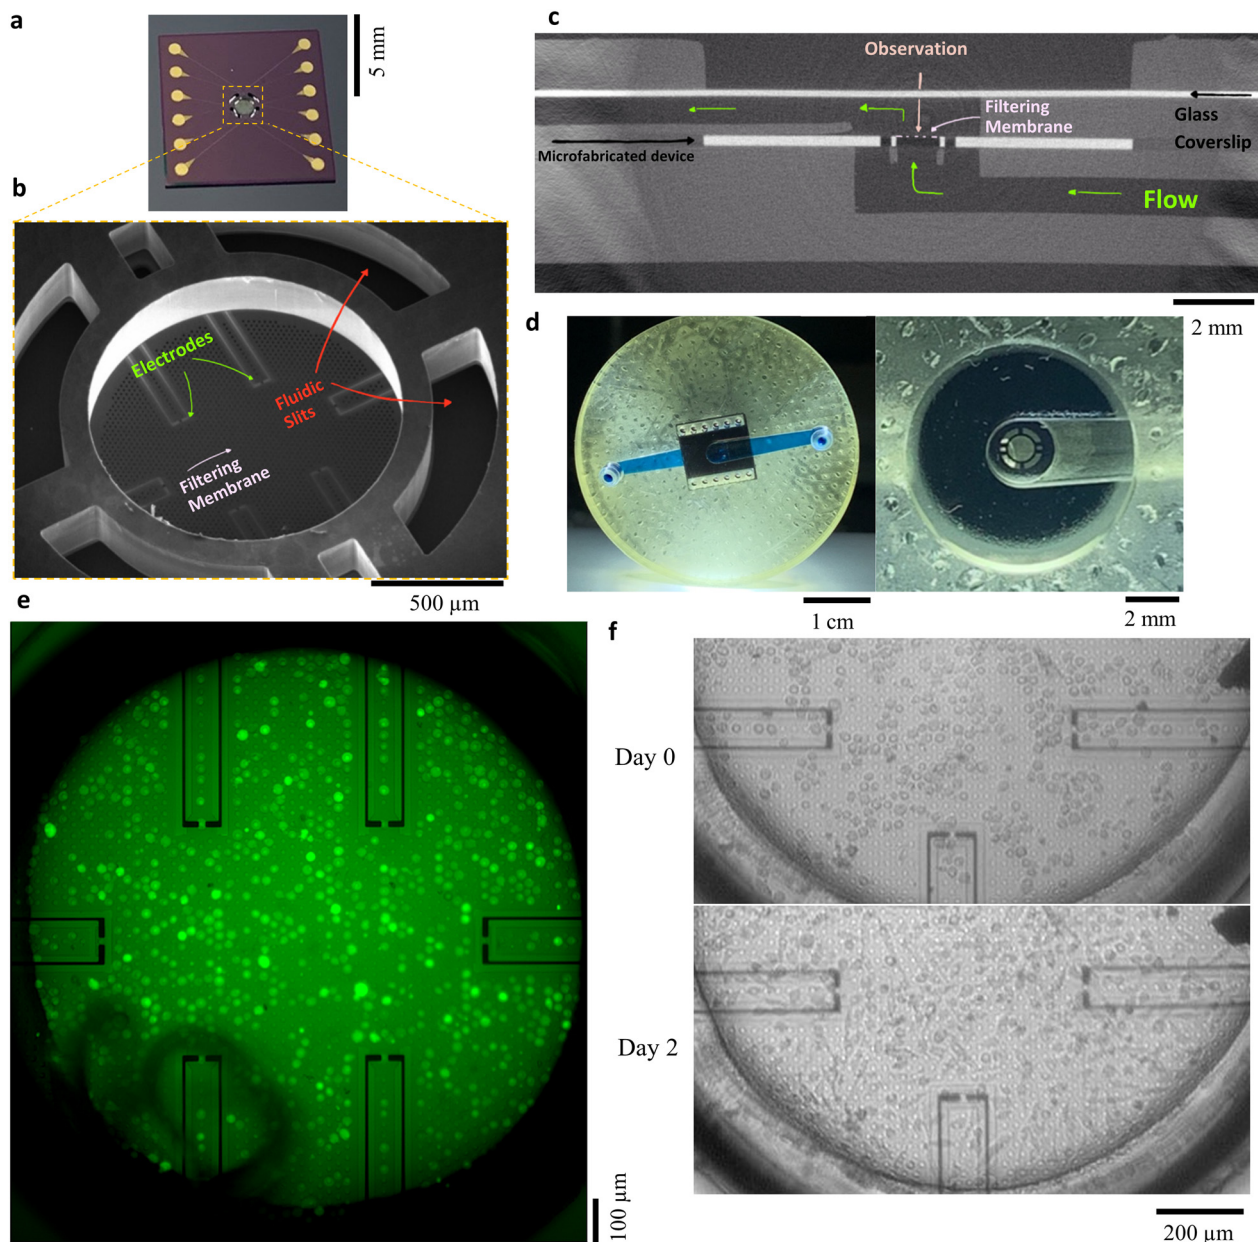 a
5 mm
b
Electrodes
Fluidic
Slits
Filtering
Membrane
500 µm
c
Observation
Filtering
Membrane
Glass
Coverslip
Microfabricated device
Flow
2 mm
d
1 cm
2 mm
e
100 µm
f
Day 0
Day 2
200 µm